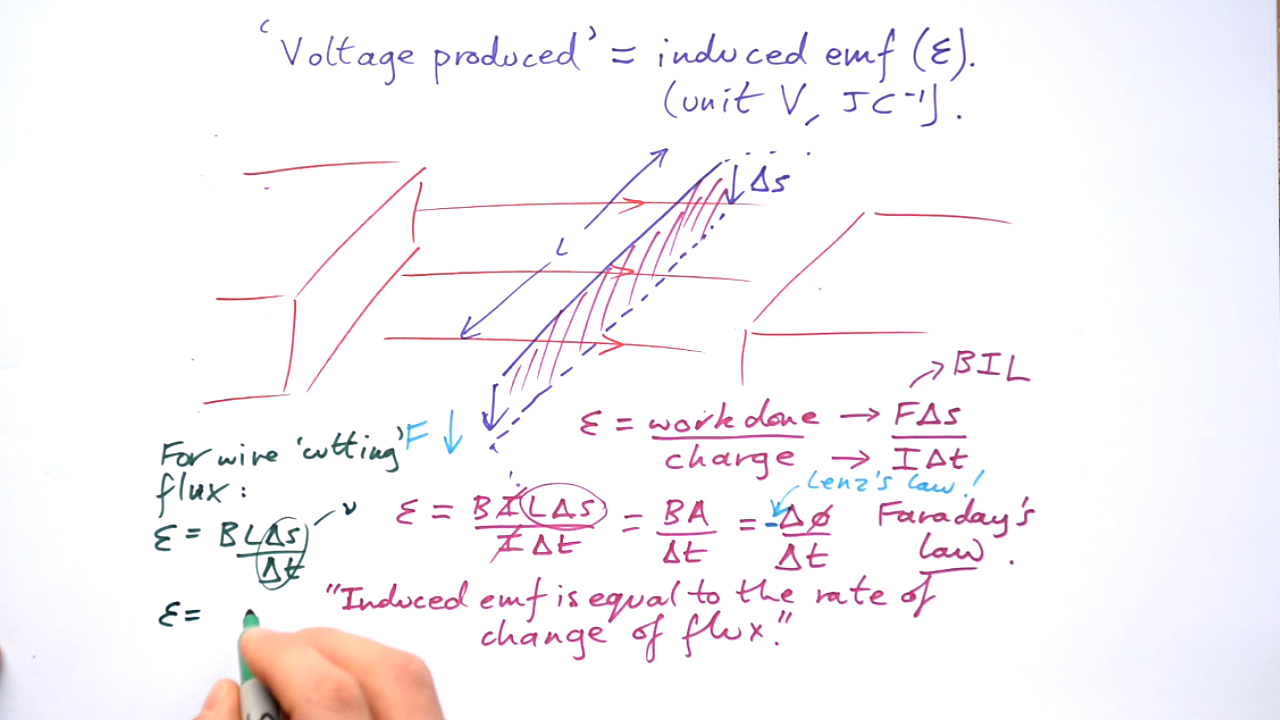 'Voltage produced' = induced emf (ε).
(unit V, JC⁻¹).
Δs
L
BIL
ε = work done → FΔs
charge → IΔt
F
For wire 'cutting'
flux:
Lenz's law!
ε = BILΔs / IΔt = BA / Δt = -Δφ / Δt Faraday's
law.
ε = BLΔs / Δt v
"Induced emf is equal to the rate of
change of flux."
ε =